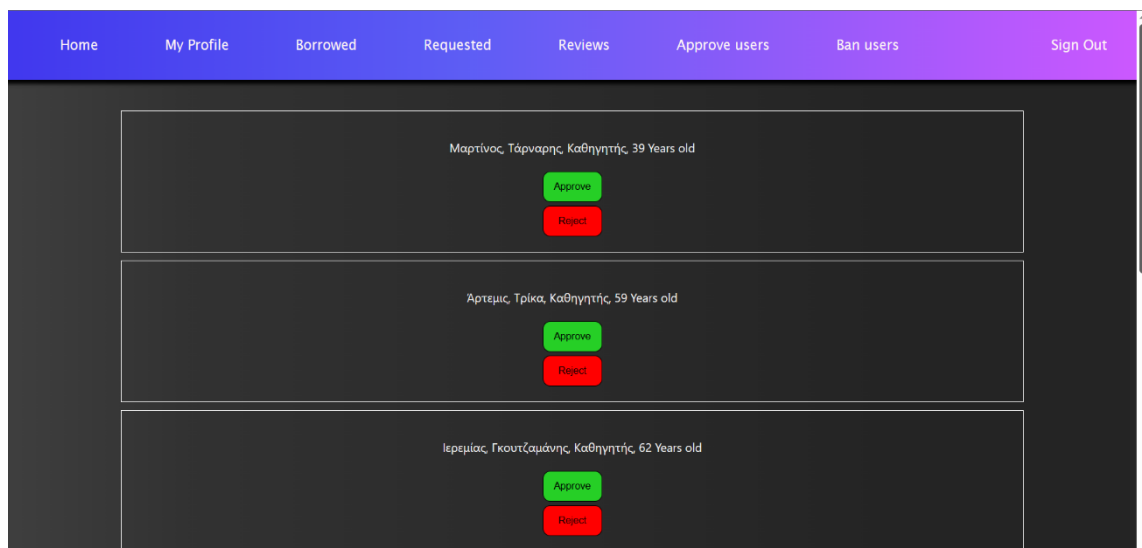 Home My Profile Borrowed Requested Reviews Approve users Ban users Sign Out
Μαρτίνος, Τάρναρης, Καθηγητής, 39 Years old
Approve
Reject
Άρτεμις, Τρίκα, Καθηγητής, 59 Years old
Approve
Reject
Ιερεμίας, Γκουτζαμάνης, Καθηγητής, 62 Years old
Approve
Reject